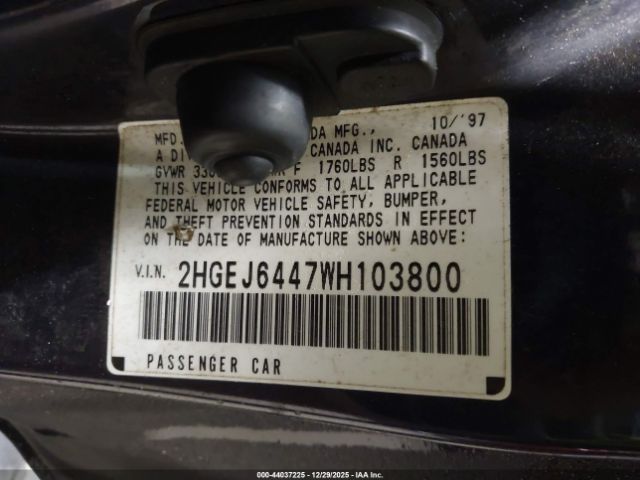 MFD. DA MFG., 10/'97
A DIV CANADA INC. CANADA
GVWR 330 F 1760LBS R 1560LBS
THIS VEHICLE CONFORMS TO ALL APPLICABLE
FEDERAL MOTOR VEHICLE SAFETY, BUMPER,
AND THEFT PREVENTION STANDARDS IN EFFECT
ON THE DATE OF MANUFACTURE SHOWN ABOVE:
V.I.N. 2HGEJ6447WH103800
PASSENGER CAR
000-44037225 - 12/29/2025 - IAA Inc.